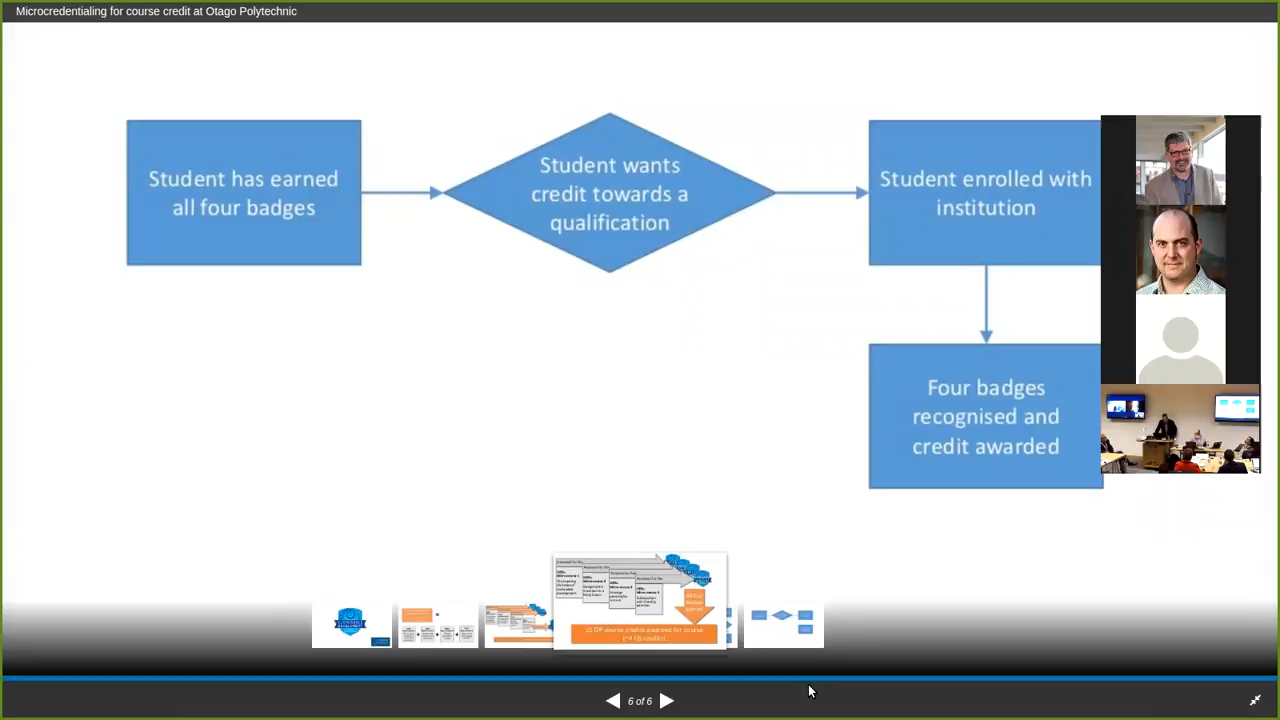 Microcredentialing for course credit at Otago Polytechnic
Student has earned
all four badges
Student wants
credit towards a
qualification
Student enrolled with
institution
Four badges
recognised and
credit awarded
6 of 6